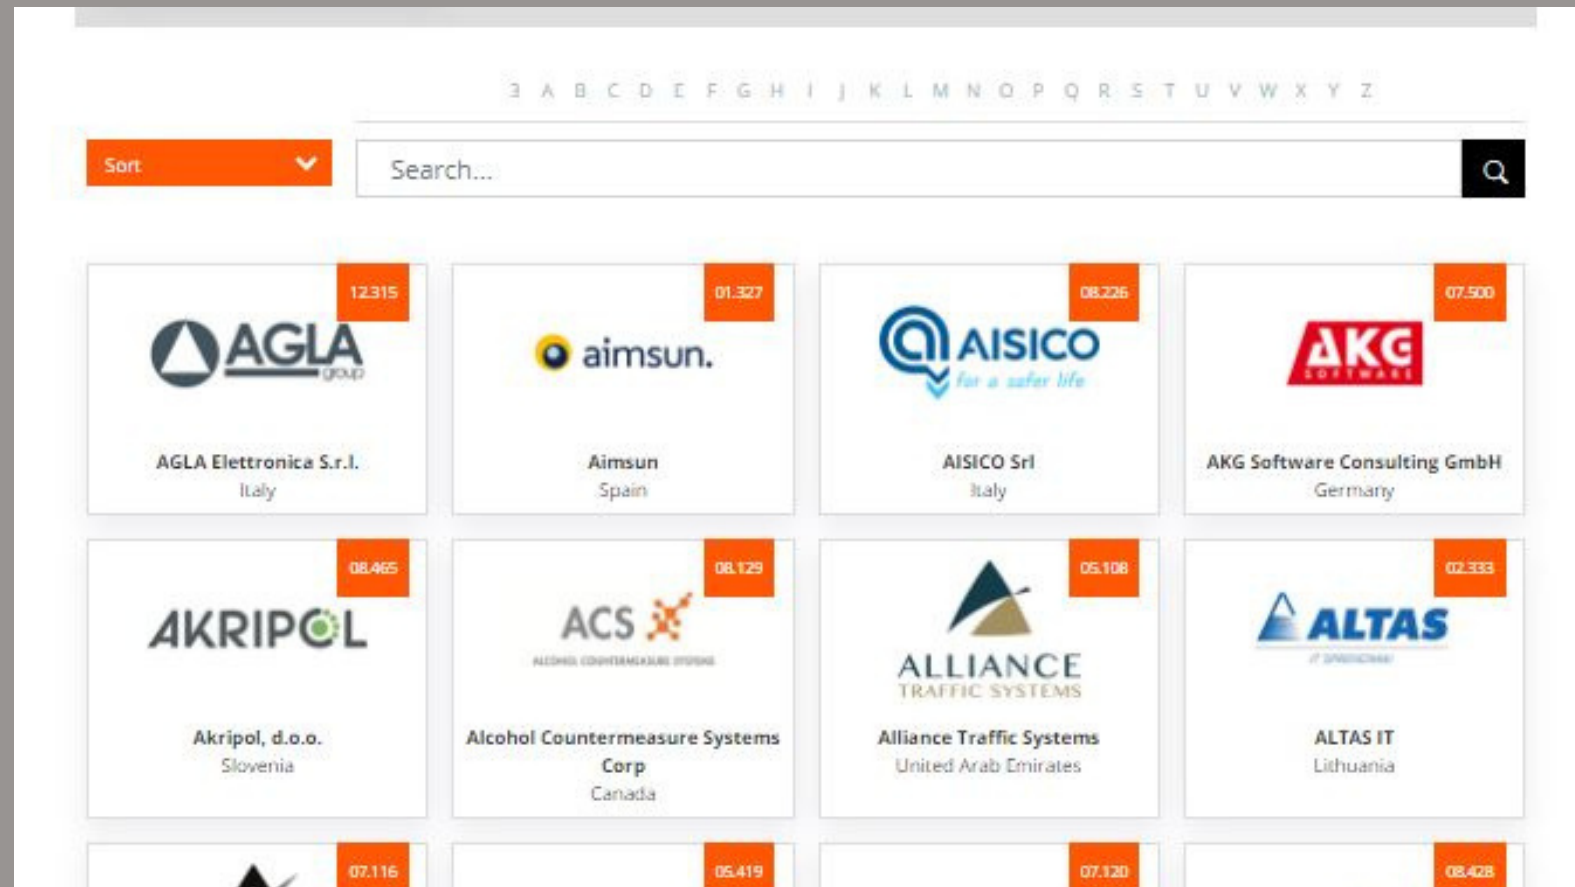 3 A B C D E F G H I J K L M N O P Q R S T U V W X Y Z
Sort
Search...
12.315
01.327
08.226
07.500
AGLA
group
aimsun.
AISICO
for a safer life
AKG
SOFTWARE
AGLA Elettronica S.r.l.
Italy
Aimsun
Spain
AISICO Srl
Italy
AKG Software Consulting GmbH
Germany
08.465
08.129
05.108
02.333
AKRIPOL
ACS
ALCOHOL COUNTERMEASURE SYSTEMS
ALLIANCE
TRAFFIC SYSTEMS
ALTAS
Akripol, d.o.o.
Slovenia
Alcohol Countermeasure Systems
Corp
Canada
Alliance Traffic Systems
United Arab Emirates
ALTAS IT
Lithuania
07.116
05.419
07.120
08.428